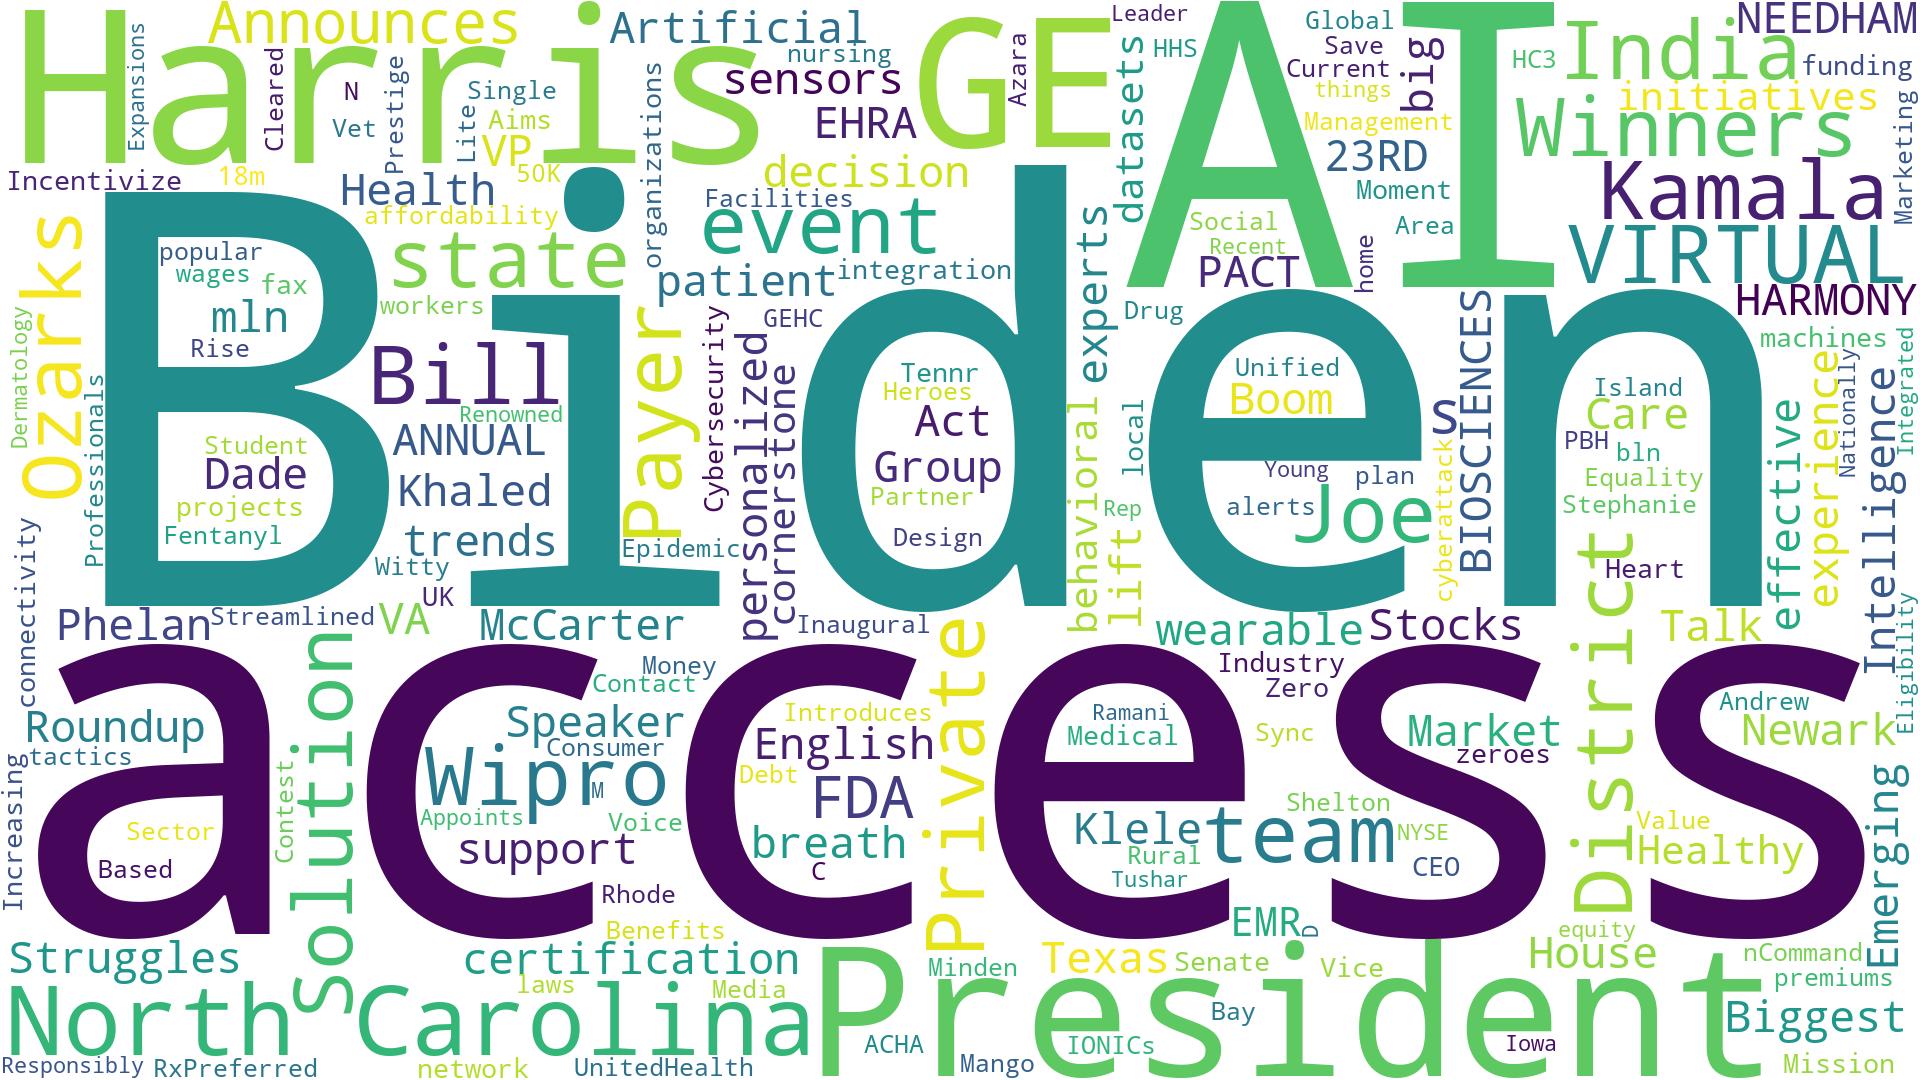 Harris
Announces
Artificial
GE
AI
Leader
Global
India
NEEDHAM
Expansions
Cleared
N
Vet
Prestige
Single
Lite
Aims
VP
50K
organizations
nursing
sensors
EHRA
Azara
datasets
HHS
Save
Current
things
Management
big
HC3
funding
initiatives
Winners
Marketing
Incentivize
18m
Health
affordability
decision
Facilities
event
23RD
Moment
Area
Social
Recent
PACT
home
Kamala
VIRTUAL
Biden
Ozarks
popular
wages
fax
mln
Rise
state
workers
patient
integration
GEHC
experts
Drug
HARMONY
machines
Dermatology
Professionals
Bill
Renowned
ANNUAL
Khaled
trends
Witty
UK
Payer
Epidemic
Cybersecurity
personalized
cornerstone
Tennr
Heroes
Act
Group
Partner
Design
behavioral
local
Rep
lift
Unified
Boom
Young
plan
alerts
Joe
s
cyberattack
BIOSCIENCES
Island
Care
PBH
bln
Equality
Stephanie
Heart
effective
experience
Nationally
Intelligence
Integrated
Student
Dade
projects
Fentanyl
connectivity
Phelan
Streamlined
VA
McCarter
Inaugural
wearable
Stocks
District
Talk
Eligibility
access
Roundup
tactics
Increasing
Sector
Based
Contest
Solution
Money
Contact
Speaker
Consumer
Wipro
M
Appoints
Voice
support
Rhode
Benefits
Introduces
English
Debt
FDA
breath
C
Private
Industry
Zero
Ramani
Medical
Sync
Klele
Rural
Tushar
team
Shelton
NYSE
CEO
Market
zeroes
Andrew
Newark
Value
Healthy
Emerging
EMR
D
equity
House
Struggles
certification
laws
Media
Minden
Texas
Senate
Vice
nCommand
premiums
North Carolina
President
Bay
Biggest
ACHA
IONICs
Iowa
Responsibly
RxPreferred
network
UnitedHealth
Mango
Mission